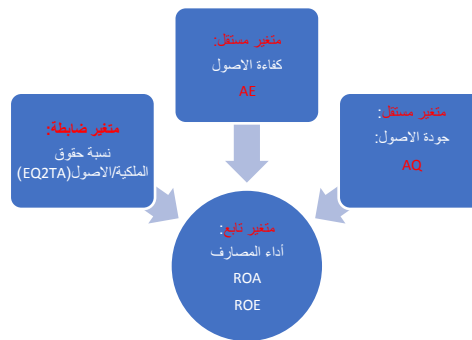 متغير مستقل:
كفاءة الاصول
AE
متغير مستقل:
جودة الاصول:
AQ
متغير ضابطة:
نسبة حقوق
الملكية/الاصول(EQ2TA)
متغير تابع:
أداء المصارف
ROA
ROE